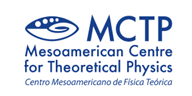 MCTP
Mesoamerican Centre
for Theoretical Physics
Centro Mesoamericano de Física Teórica